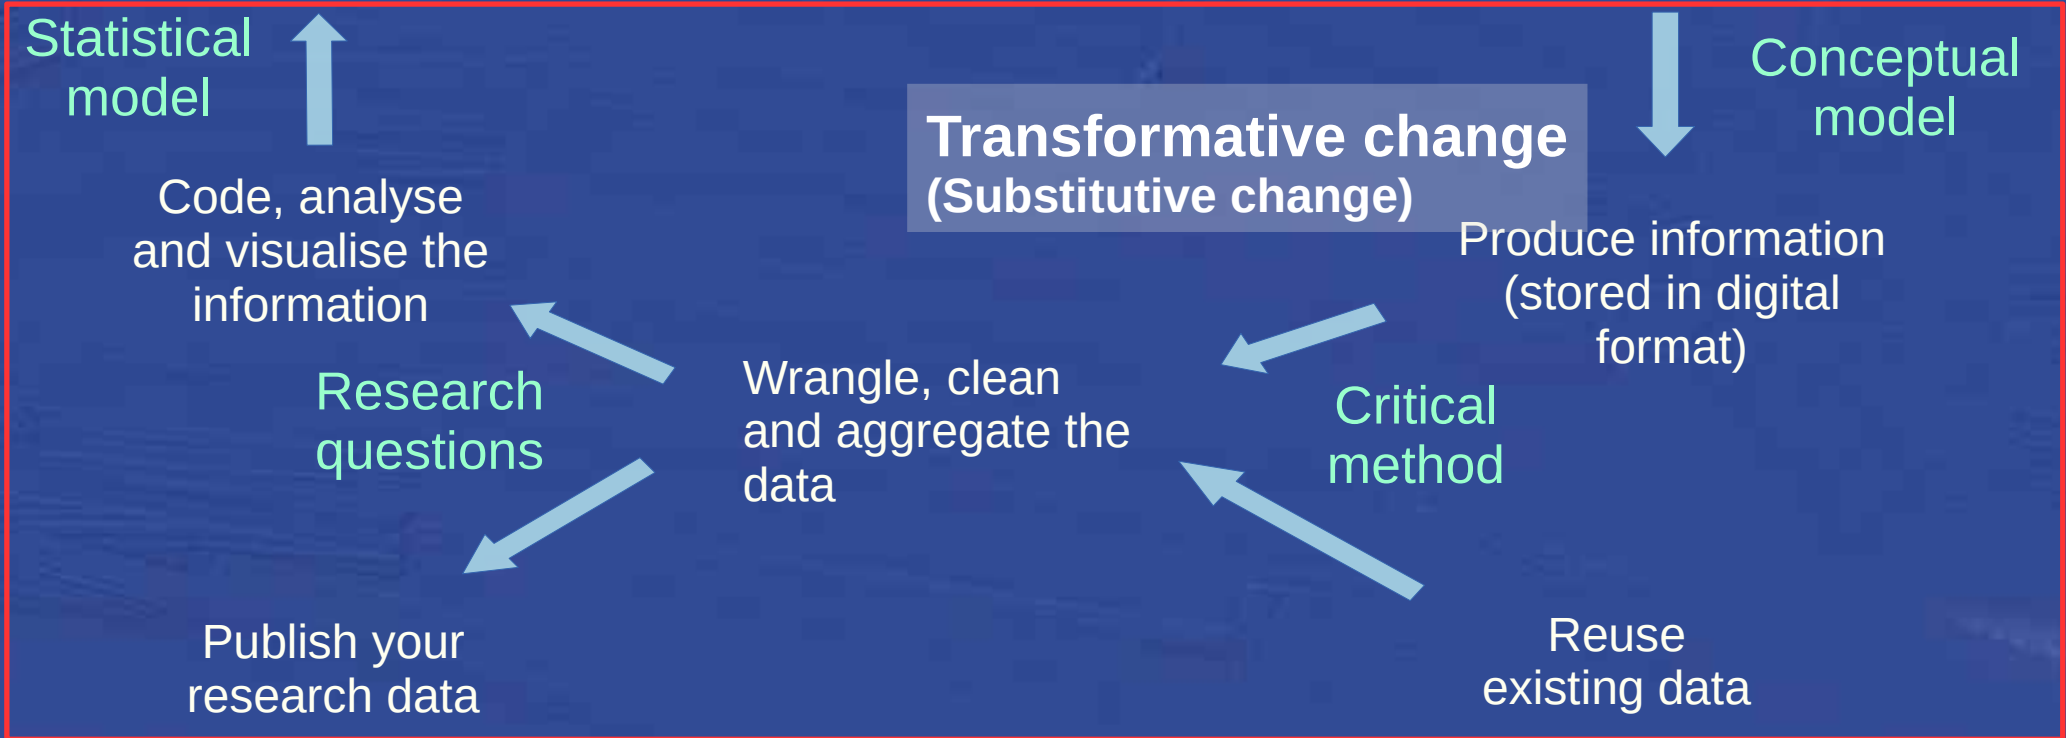 Statistical
model
Conceptual
model
Transformative change
(Substitutive change)
Code, analyse
and visualise the
information
Produce information
(stored in digital
format)
Research
questions
Wrangle, clean
and aggregate the
data
Critical
method
Publish your
research data
Reuse
existing data